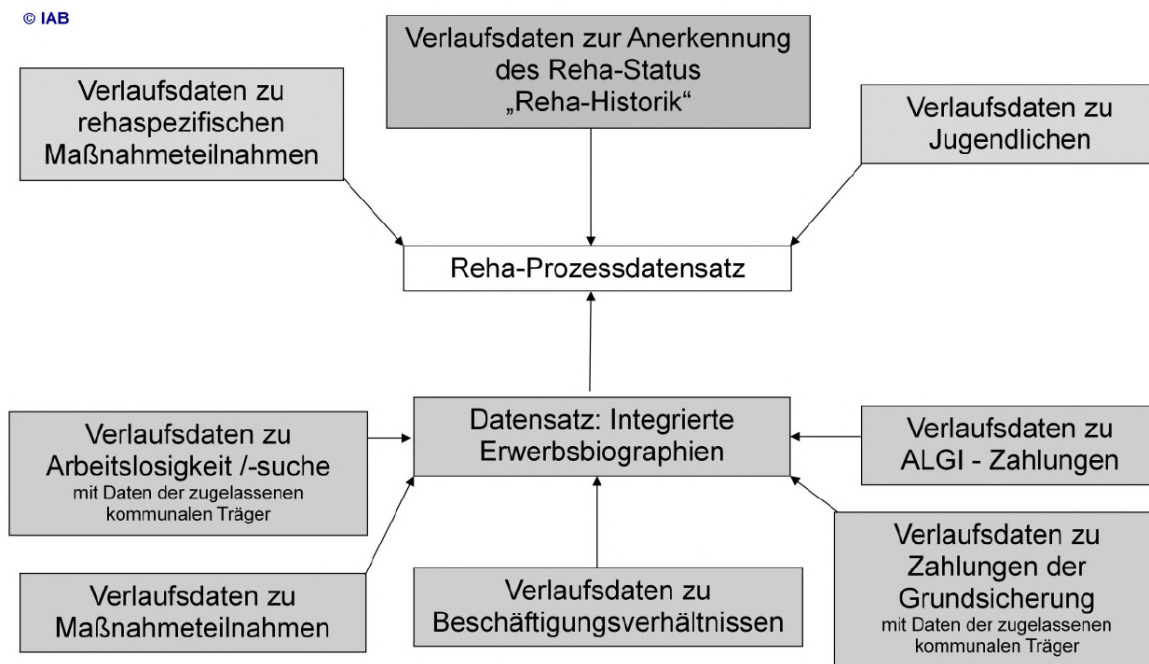 © IAB
Verlaufsdaten zur Anerkennung
des Reha-Status
„Reha-Historik“
Verlaufsdaten zu
rehaspezifischen
Maßnahmeteilnahmen
Verlaufsdaten zu
Jugendlichen
Reha-Prozessdatensatz
Verlaufsdaten zu
Arbeitslosigkeit /-suche
mit Daten der zugelassenen
kommunalen Träger
Datensatz: Integrierte
Erwerbsbiographien
Verlaufsdaten zu
ALGI - Zahlungen
Verlaufsdaten zu
Maßnahmeteilnahmen
Verlaufsdaten zu
Beschäftigungsverhältnissen
Verlaufsdaten zu
Zahlungen der
Grundsicherung
mit Daten der zugelassenen
kommunalen Träger